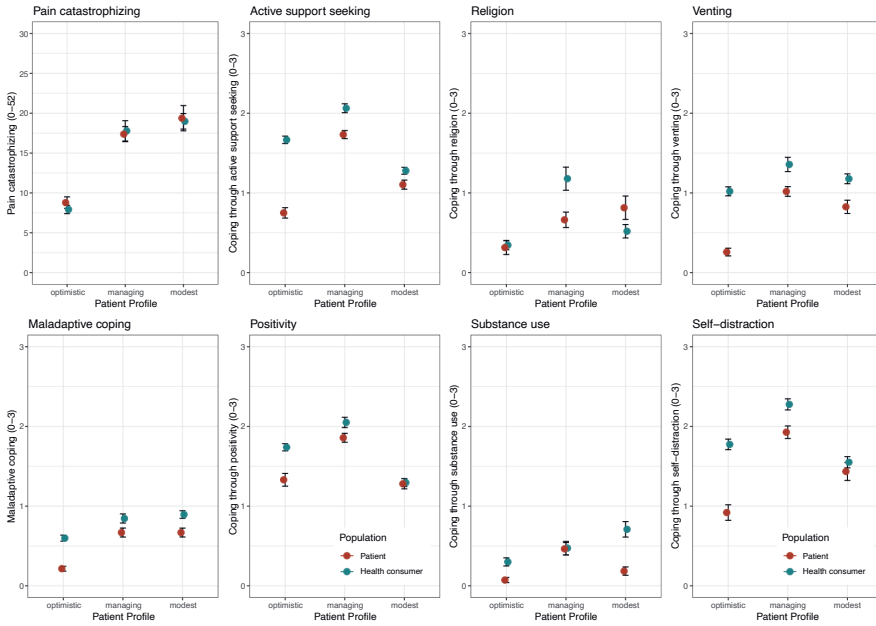 Pain catastrophizing
Pain catastrophizing (0−52)
30
25
20
15
10
5
0
optimistic managing modest
Patient Profile
Active support seeking
Coping through active support seeking (0−3)
3
2
1
0
optimistic managing modest
Patient Profile
Religion
Coping through religion (0−3)
3
2
1
0
optimistic managing modest
Patient Profile
Venting
Coping through venting (0−3)
3
2
1
0
optimistic managing modest
Patient Profile
Maladaptive coping
Maladaptive coping (0−3)
3
2
1
0
optimistic managing modest
Patient Profile
Positivity
Coping through positivity (0−3)
3
2
1
0
Population
Patient
Health consumer
optimistic managing modest
Patient Profile
Substance use
Coping through substance use (0−3)
3
2
1
0
optimistic managing modest
Patient Profile
Self−distraction
Coping through self−distraction (0−3)
3
2
1
0
Population
Patient
Health consumer
optimistic managing modest
Patient Profile